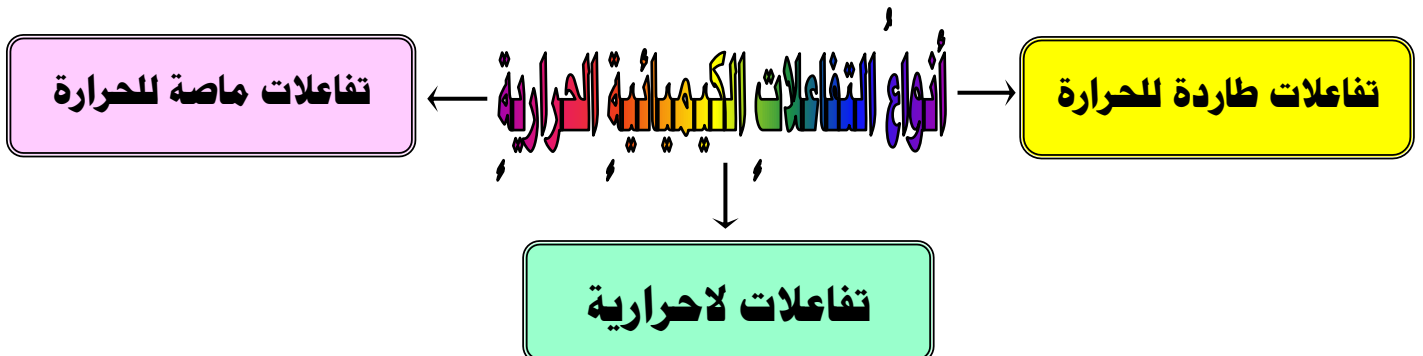 أنواعُ التفاعلاتِ الكيميائيةِ الحراريةِ
تفاعلات طاردة للحرارة
تفاعلات ماصة للحرارة
تفاعلات لاحرارية